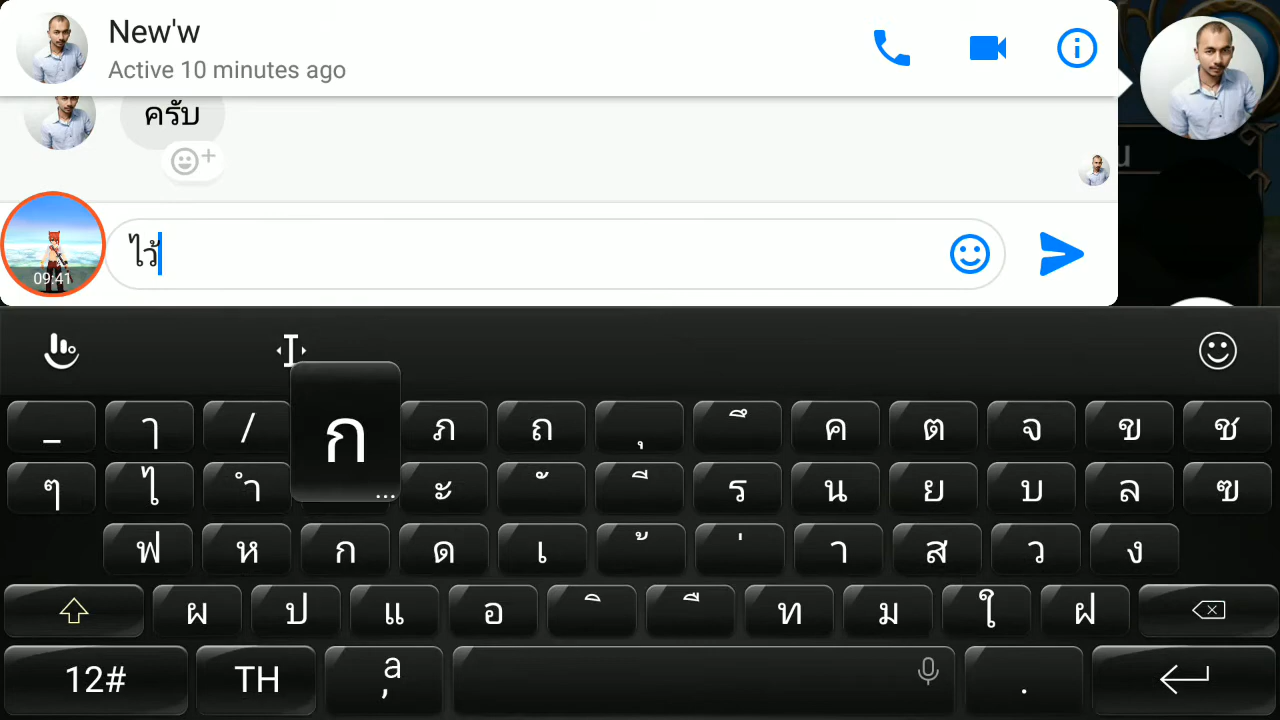 New'w
Active 10 minutes ago
ครับ
น
ไว้
09:41
ก
...
_ ๅ / ภ ถ ุ ึ ค ต จ ข ช
ๆ ไ ำ ะ ั ี ร น ย บ ล ฃ
ฟ ห ก ด เ ้ ่ า ส ว ง
ผ ป แ อ ิ ื ท ม ใ ฝ
12# TH a , .